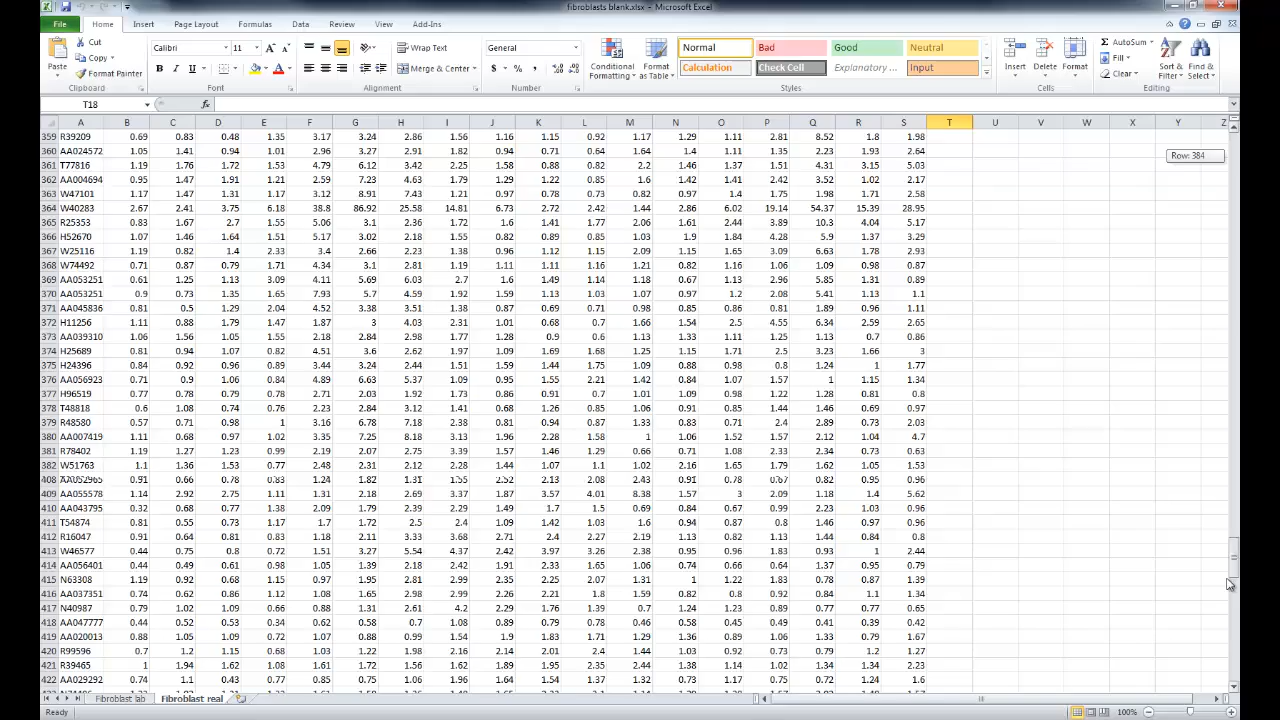 fibroblasts blank.xlsx - Microsoft Excel
File Home Insert Page Layout Formulas Data Review View Add-Ins
Paste Cut Calibri 11 Wrap Text General Conditional Formatting Format as Table Normal Bad Good Neutral Insert Delete Format AutoSum Sort & Filter Find & Select
Copy Fill
Format Painter B I U Merge & Center $ % , Calculation Check Cell Explanatory ... Input Clear
Clipboard Font Alignment Number Styles Cells Editing
T18 fx
A B C D E F G H I J K L M N O P Q R S T U V W X Y Z
359 R39209 0.69 0.83 0.48 1.35 3.17 3.24 2.86 1.56 1.16 1.15 0.92 1.17 1.29 1.11 2.81 8.52 1.8 1.98
360 AA024572 1.05 1.41 0.94 1.01 2.96 3.27 2.91 1.82 0.94 0.71 0.64 1.64 1.4 1.11 1.35 2.23 1.93 2.64
Row: 384
361 T77816 1.19 1.76 1.72 1.53 4.79 6.12 3.42 2.25 1.58 0.88 0.82 2.2 1.46 1.37 1.51 4.31 3.15 5.03
362 AA004694 0.95 1.47 1.91 1.21 2.59 7.23 4.63 1.79 1.29 1.22 0.85 1.6 1.42 1.41 2.42 3.52 1.02 2.17
363 W47101 1.17 1.47 1.31 1.17 3.12 8.91 7.43 1.21 0.97 0.78 0.73 0.82 0.97 1.4 1.75 1.98 1.71 2.58
364 W40283 2.67 2.41 3.75 6.18 38.8 86.92 25.58 14.81 6.73 2.72 2.42 1.44 2.86 6.02 19.14 54.37 15.39 28.95
365 R25353 0.83 1.67 2.7 1.55 5.06 3.1 2.36 1.72 1.6 1.41 1.77 2.06 1.61 2.44 3.89 10.3 4.04 5.17
366 H52670 1.07 1.46 1.64 1.51 5.17 3.02 2.18 1.55 0.82 0.89 0.85 1.03 1.9 1.84 4.28 5.9 1.37 3.29
367 W25116 1.19 0.82 1.4 2.33 3.4 2.66 2.23 1.38 0.96 1.12 1.15 2.09 1.15 1.65 3.09 6.63 1.78 2.93
368 W74492 0.71 0.87 0.79 1.71 4.34 3.1 2.81 1.19 1.11 1.11 1.16 1.21 0.82 1.16 1.06 1.09 0.98 0.87
369 AA053251 0.61 1.25 1.13 3.09 4.11 5.69 6.03 2.7 1.6 1.49 1.14 1.18 0.67 1.13 2.96 5.85 1.31 0.89
370 AA053251 0.9 0.73 1.35 1.65 7.93 5.7 4.59 1.92 1.59 1.13 1.03 1.07 0.97 1.2 2.08 5.41 1.13 1.1
371 AA045836 0.81 0.5 1.29 2.04 4.52 3.38 3.51 1.38 0.87 0.69 0.71 0.98 0.85 0.86 0.81 1.89 0.96 1.11
372 H11256 1.11 0.88 1.79 1.47 1.87 3 4.03 2.31 1.01 0.68 0.7 1.66 1.54 2.5 4.55 6.34 2.59 2.65
373 AA039310 1.06 1.56 1.05 1.55 2.18 2.84 2.98 1.77 1.28 0.9 0.6 1.13 1.33 1.11 1.25 1.13 0.7 0.86
374 H25689 0.81 0.94 1.07 0.82 4.51 3.6 2.62 1.97 1.09 1.69 1.68 1.25 1.15 1.71 2.5 3.23 1.66 3
375 H24396 0.84 0.92 0.96 0.89 3.44 3.24 2.44 1.51 1.59 1.44 1.75 1.09 0.88 0.98 0.8 1.24 1 1.77
376 AA056923 0.71 0.9 1.06 0.84 4.89 6.63 5.37 1.09 0.95 1.55 2.21 1.42 0.84 1.07 1.57 1 1.15 1.34
377 H96519 0.77 0.78 0.79 0.78 2.71 2.03 1.92 1.73 0.86 0.91 0.7 1.01 1.09 0.98 1.22 1.28 0.81 0.8
378 T48818 0.6 1.08 0.74 0.76 2.23 2.84 3.12 1.41 0.68 1.26 0.85 1.06 0.91 0.85 1.44 1.46 0.69 0.97
379 R48580 0.57 0.71 0.98 1 3.16 6.78 7.18 2.38 0.81 0.94 0.87 1.33 0.83 0.71 2.4 2.89 0.73 2.03
380 AA007419 1.11 0.68 0.97 1.02 3.35 7.25 8.18 3.13 1.96 2.28 1.58 1 1.06 1.52 1.57 2.12 1.04 4.7
381 R78402 1.19 1.27 1.23 0.99 2.19 2.07 2.75 3.39 1.57 1.46 1.29 0.66 0.71 1.08 2.33 2.34 0.73 0.63
382 W51763 1.1 1.36 1.53 0.77 2.48 2.31 2.12 2.28 1.44 1.07 1.1 1.02 2.16 1.65 1.79 1.62 1.05 1.53
408 AA052965 0.91 0.66 0.78 0.83 1.24 1.82 1.31 1.55 2.52 2.13 2.08 2.43 0.91 0.78 0.67 0.82 0.95 0.96
409 AA055578 1.14 2.92 2.75 1.11 1.31 2.18 2.69 3.37 1.87 3.57 4.01 8.38 1.57 3 2.09 1.18 1.4 5.62
410 AA043795 0.32 0.68 0.77 1.38 2.09 1.79 2.39 2.29 1.49 1.7 1.5 0.69 0.84 0.67 0.99 2.23 1.03 0.96
411 T54874 0.81 0.55 0.73 1.17 1.7 1.72 2.5 2.4 1.09 1.42 1.03 1.6 0.94 0.87 0.8 1.46 0.97 0.96
412 R16047 0.91 0.64 0.81 0.83 1.18 2.11 3.33 3.68 2.71 2.4 2.27 2.19 1.13 0.82 1.13 1.44 0.84 0.8
413 W46577 0.44 0.75 0.8 0.72 1.51 3.27 5.54 4.37 2.42 3.97 3.26 2.38 0.95 0.96 1.83 0.93 1 2.44
414 AA056401 0.44 0.49 0.61 0.98 1.05 1.39 2.18 2.42 1.91 2.33 1.65 1.06 0.74 0.66 0.64 1.37 0.95 0.79
415 N63308 1.19 0.92 0.68 1.15 0.97 1.95 2.81 2.99 2.35 2.25 2.07 1.31 1 1.22 1.83 0.78 0.87 1.39
416 AA037351 0.74 0.62 0.86 1.12 1.08 1.65 2.98 2.99 2.26 2.21 1.8 1.59 0.82 0.8 0.92 0.84 1.1 1.34
417 N40987 0.79 1.02 1.09 0.66 0.88 1.31 2.61 4.2 2.29 1.76 1.39 0.7 1.24 1.23 0.89 0.77 0.77 0.65
418 AA047777 0.44 0.52 0.53 0.34 0.62 0.58 0.7 1.08 0.89 0.79 0.78 0.46 0.58 0.45 0.49 0.41 0.39 0.42
419 AA020013 0.88 1.05 1.09 0.72 1.07 0.88 0.99 1.54 1.9 1.83 1.71 1.29 1.36 0.89 1.06 1.38 0.79 1.67
420 R99596 0.7 1.2 1.15 0.68 1.03 1.22 1.98 2.16 2.14 2.01 2.4 1.44 0.92 0.73 0.79 0.73 1.2 1.27
421 R39465 1 1.94 1.62 1.08 1.61 1.72 1.56 1.62 1.89 1.95 2.35 2.44 1.38 1.14 1.02 1.34 1.34 2.23
422 AA029292 0.74 1.1 0.43 0.77 0.85 0.75 1.06 1.96 1.64 1.54 1.37 1.32 0.73 1.17 0.75 0.72 1.24 1.6
Fibroblast lab Fibroblast real
Ready 100%